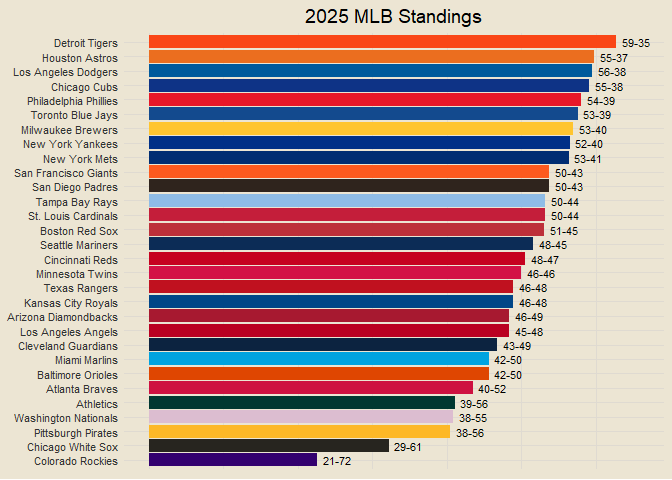 2025 MLB Standings
Detroit Tigers 59-35
Houston Astros 55-37
Los Angeles Dodgers 56-38
Chicago Cubs 55-38
Philadelphia Phillies 54-39
Toronto Blue Jays 53-39
Milwaukee Brewers 53-40
New York Yankees 52-40
New York Mets 53-41
San Francisco Giants 50-43
San Diego Padres 50-43
Tampa Bay Rays 50-44
St. Louis Cardinals 50-44
Boston Red Sox 51-45
Seattle Mariners 48-45
Cincinnati Reds 48-47
Minnesota Twins 46-46
Texas Rangers 46-48
Kansas City Royals 46-48
Arizona Diamondbacks 46-49
Los Angeles Angels 45-48
Cleveland Guardians 43-49
Miami Marlins 42-50
Baltimore Orioles 42-50
Atlanta Braves 40-52
Athletics 39-56
Washington Nationals 38-55
Pittsburgh Pirates 38-56
Chicago White Sox 29-61
Colorado Rockies 21-72